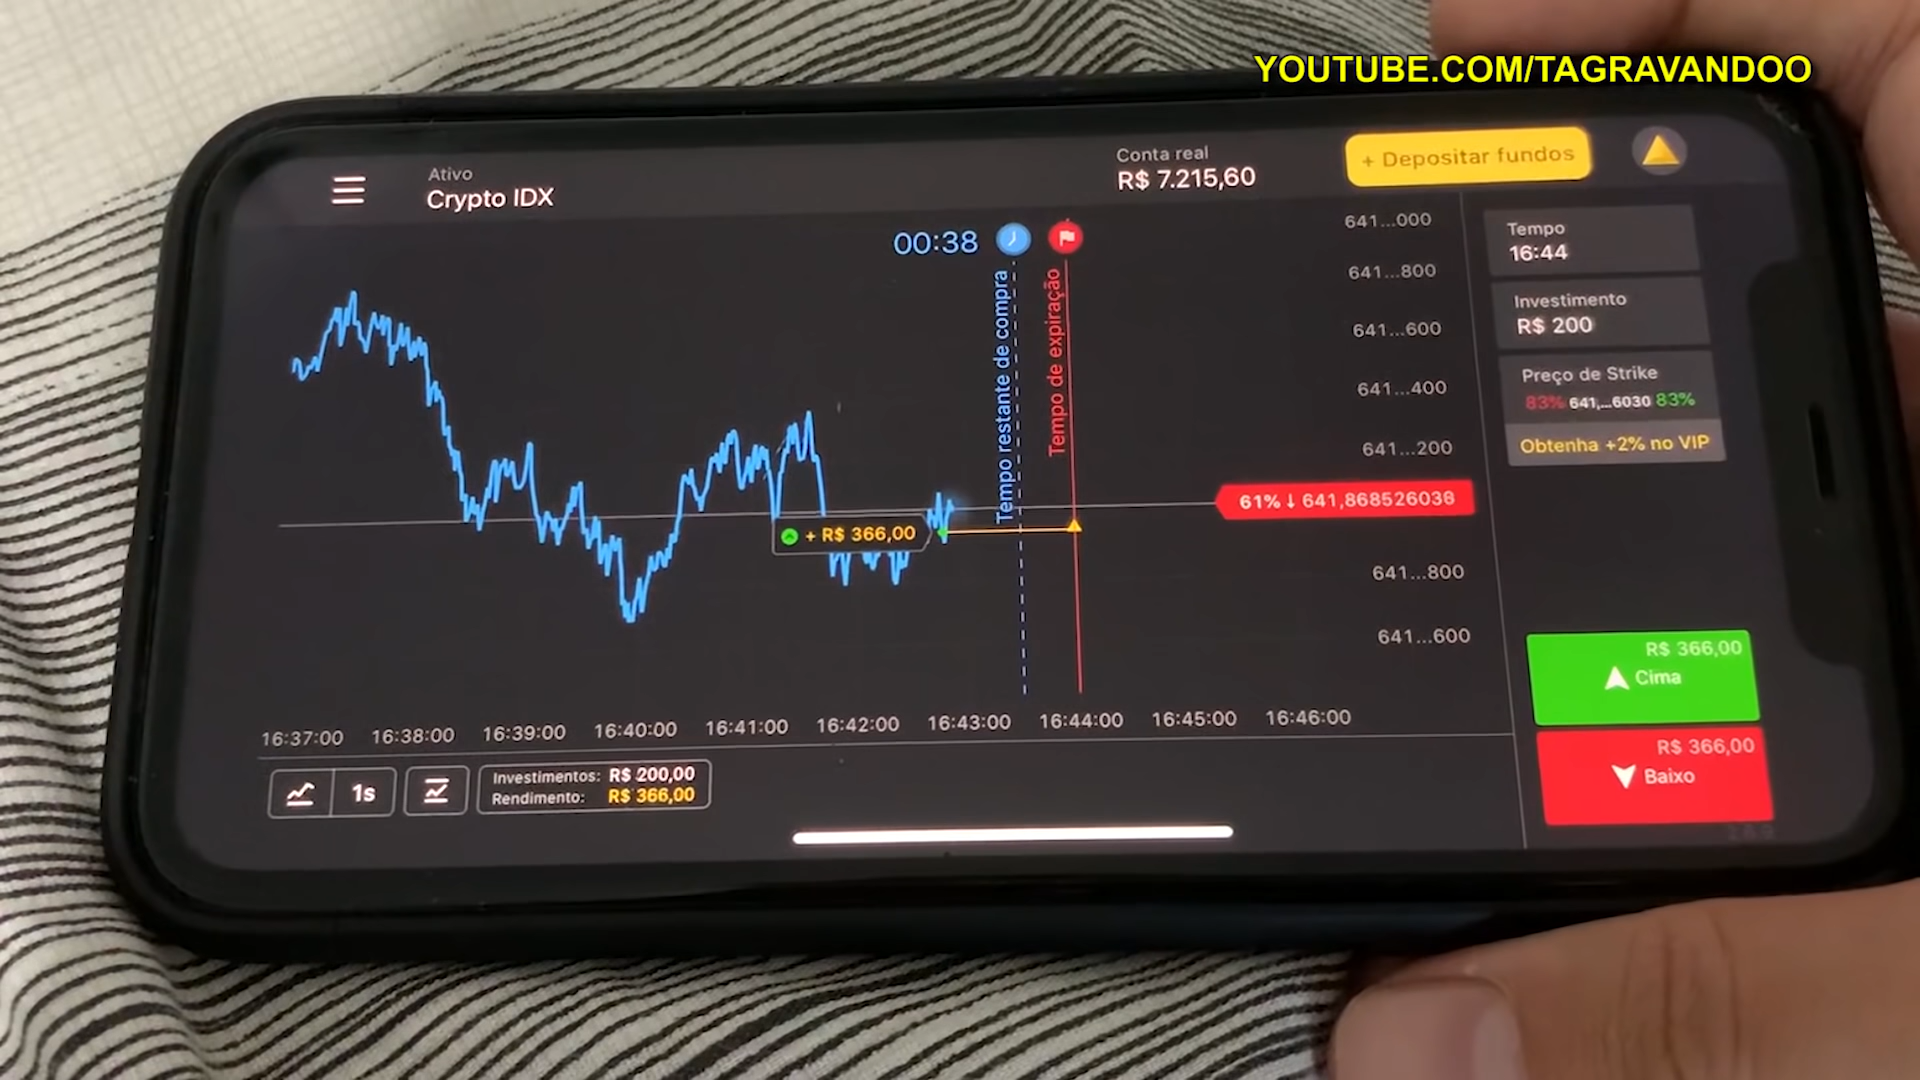 YOUTUBE.COM/TAGRAVANDOO
Ativo
Crypto IDX
Conta real
R$ 7.215,60
+ Depositar fundos
00:38
Tempo restante de compra
Tempo de expiração
641...000
641...800
641...600
641...400
641...200
61% ↓ 641,868526036
641...800
641...600
+ R$ 366,00
Tempo
16:44
Investimento
R$ 200
Preço de Strike
83% 641,...6030 83%
Obtenha +2% no VIP
R$ 366,00
Cima
R$ 366,00
Baixo
16:37:00 16:38:00 16:39:00 16:40:00 16:41:00 16:42:00 16:43:00 16:44:00 16:45:00 16:46:00
1s
Investimentos: R$ 200,00
Rendimento: R$ 366,00